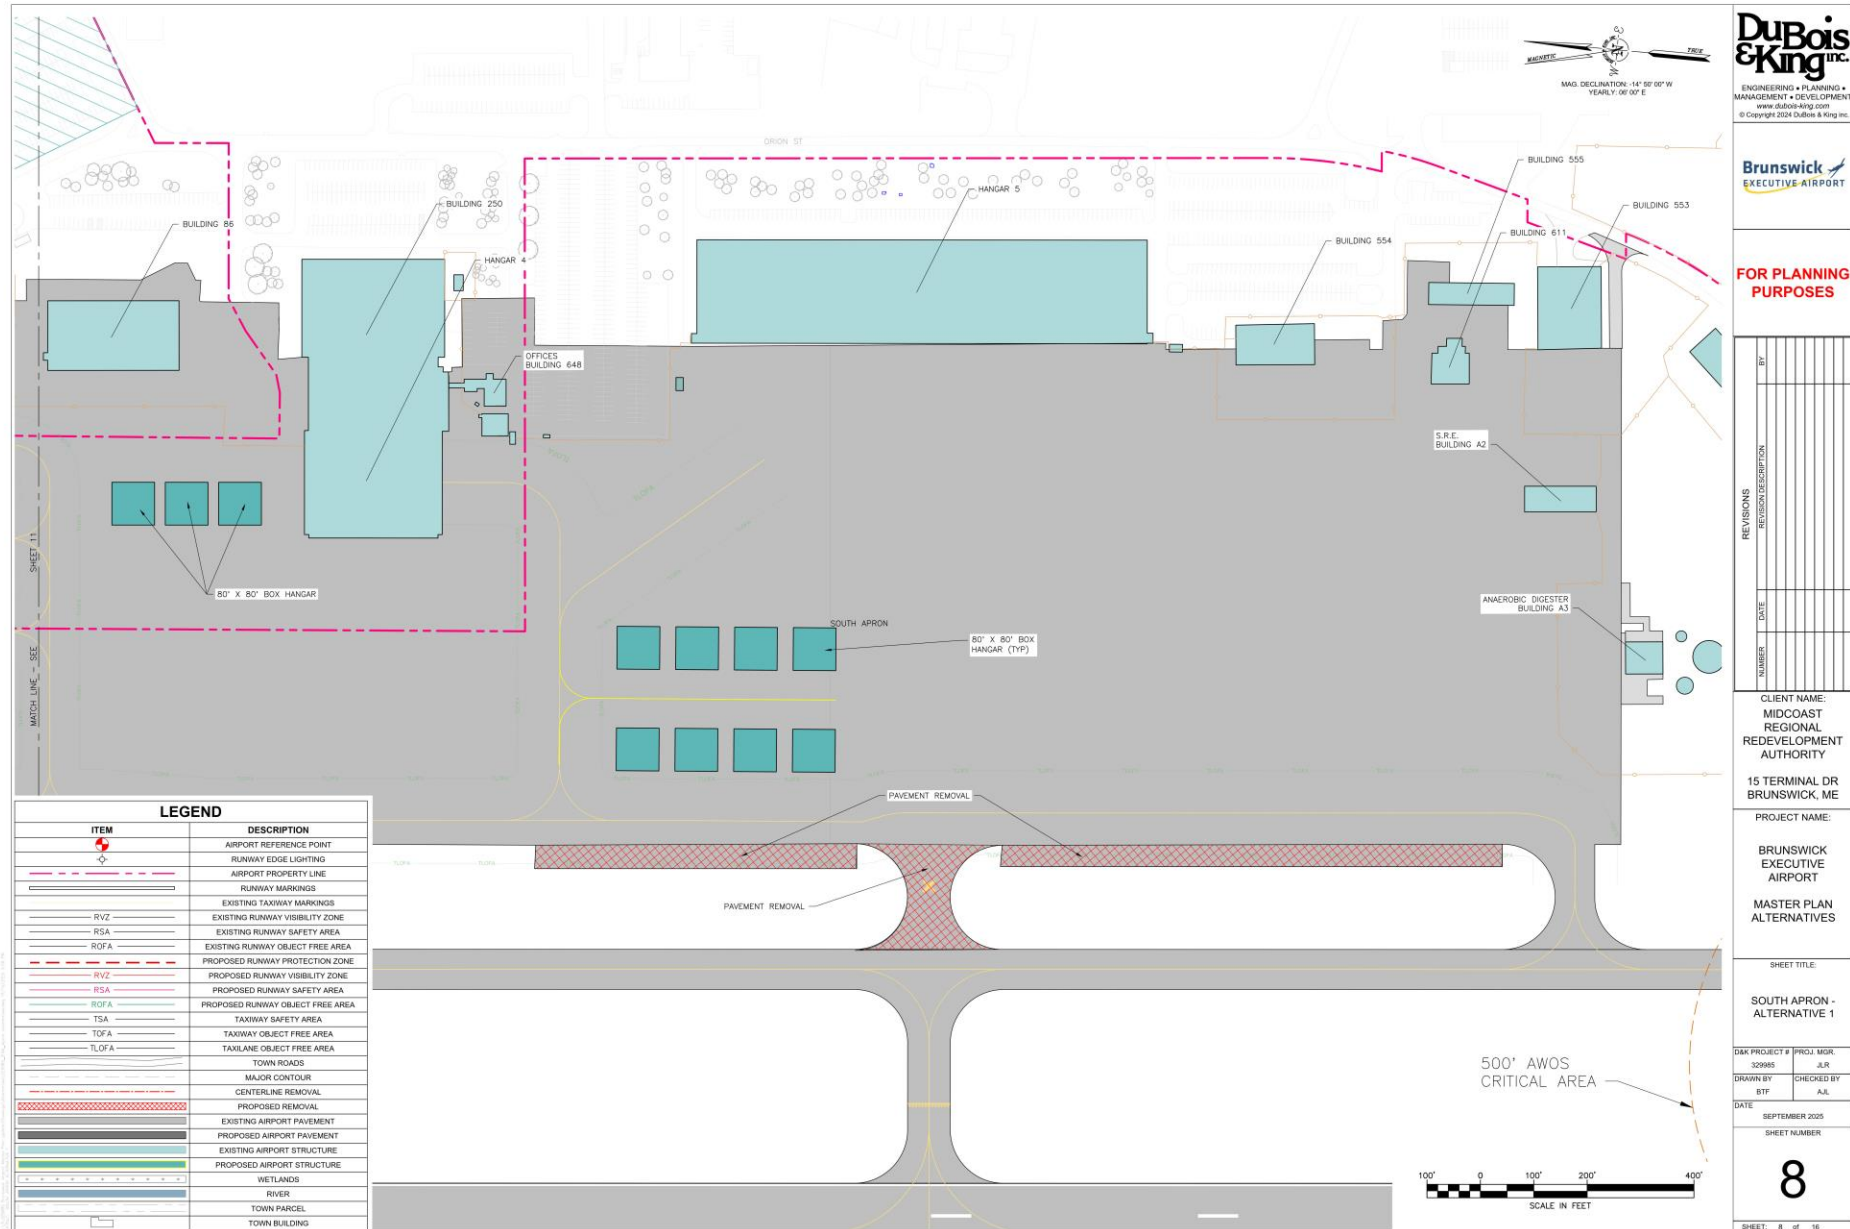 ORION ST
BUILDING 86
BUILDING 250
HANGAR 4
OFFICES
BUILDING 648
HANGAR 5
BUILDING 554
BUILDING 555
BUILDING 611
BUILDING 553
S.R.E.
BUILDING A2
ANAEROBIC DIGESTER
BUILDING A3
MATCH LINE - SEE SHEET 11
80' X 80' BOX HANGAR
SOUTH APRON
80' X 80' BOX
HANGAR (TYP)
TLOFA
PAVEMENT REMOVAL
PAVEMENT REMOVAL
500' AWOS
CRITICAL AREA
100' 0 100' 200' 400'
SCALE IN FEET
MAGNETIC
TRUE
N
E
W
MAG. DECLINATION: -14° 50' 00" W
YEARLY: 06' 00" E
LEGEND
ITEM DESCRIPTION
AIRPORT REFERENCE POINT
RUNWAY EDGE LIGHTING
AIRPORT PROPERTY LINE
RUNWAY MARKINGS
EXISTING TAXIWAY MARKINGS
RVZ EXISTING RUNWAY VISIBILITY ZONE
RSA EXISTING RUNWAY SAFETY AREA
ROFA EXISTING RUNWAY OBJECT FREE AREA
PROPOSED RUNWAY PROTECTION ZONE
RVZ PROPOSED RUNWAY VISIBILITY ZONE
RSA PROPOSED RUNWAY SAFETY AREA
ROFA PROPOSED RUNWAY OBJECT FREE AREA
TSA TAXIWAY SAFETY AREA
TOFA TAXIWAY OBJECT FREE AREA
TLOFA TAXILANE OBJECT FREE AREA
TOWN ROADS
MAJOR CONTOUR
CENTERLINE REMOVAL
PROPOSED REMOVAL
EXISTING AIRPORT PAVEMENT
PROPOSED AIRPORT PAVEMENT
EXISTING AIRPORT STRUCTURE
PROPOSED AIRPORT STRUCTURE
WETLANDS
RIVER
TOWN PARCEL
TOWN BUILDING
DuBois
&King inc.
ENGINEERING • PLANNING •
MANAGEMENT • DEVELOPMENT
www.dubois-king.com
© Copyright 2024 DuBois & King inc.
Brunswick
EXECUTIVE AIRPORT
FOR PLANNING
PURPOSES
REVISIONS
NUMBER DATE REVISION DESCRIPTION BY
CLIENT NAME:
MIDCOAST
REGIONAL
REDEVELOPMENT
AUTHORITY
15 TERMINAL DR
BRUNSWICK, ME
PROJECT NAME:
BRUNSWICK
EXECUTIVE
AIRPORT
MASTER PLAN
ALTERNATIVES
SHEET TITLE:
SOUTH APRON -
ALTERNATIVE 1
D&K PROJECT # PROJ. MGR.
329985 JLR
DRAWN BY CHECKED BY
BTF AJL
DATE
SEPTEMBER 2025
SHEET NUMBER
8
SHEET: 8 of 16